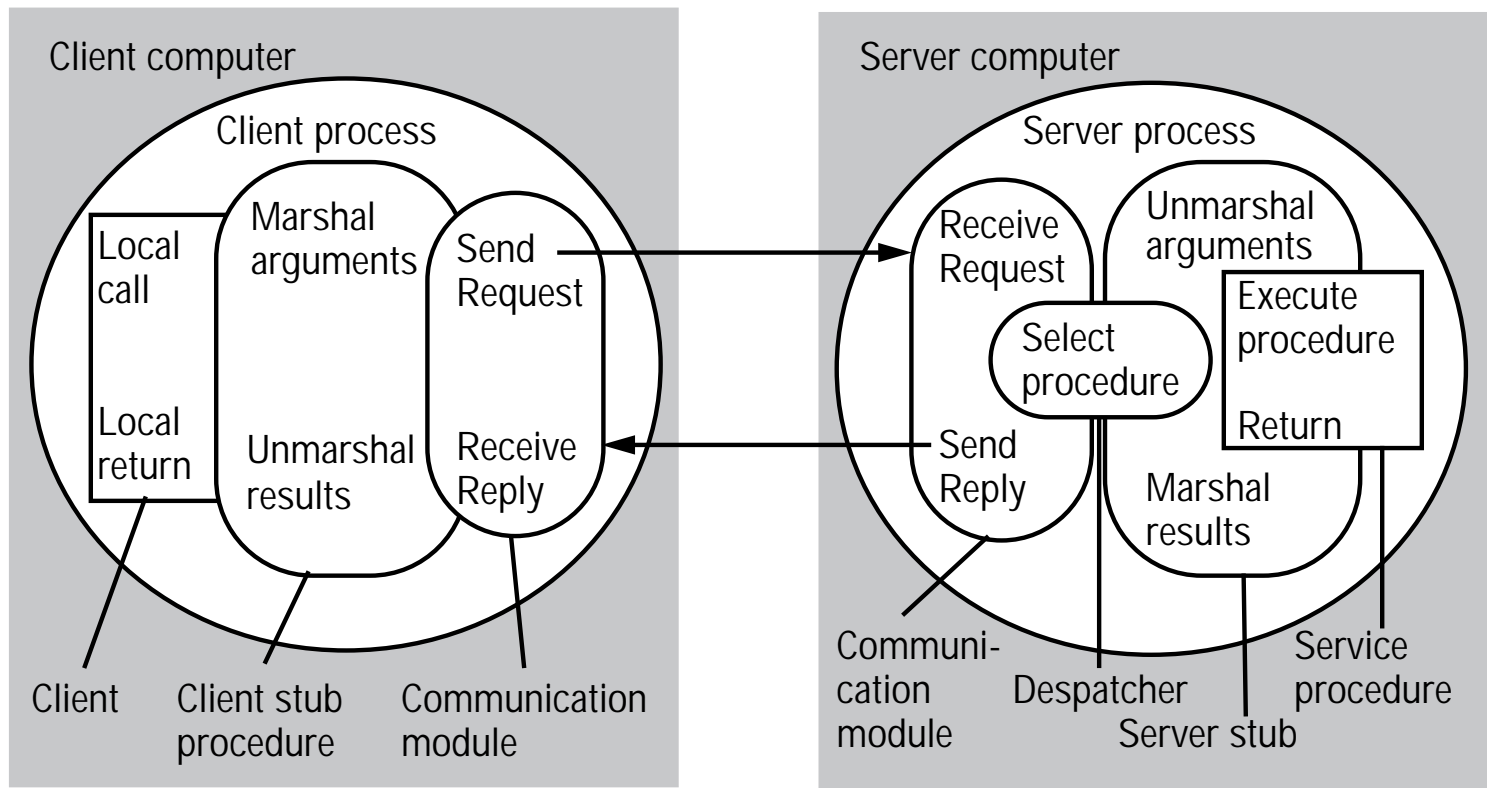 Client computer
Client process
Local
call
Marshal
arguments
Send
Request
Local
return
Unmarshal
results
Receive
Reply
Client
Client stub
procedure
Communication
module
Server computer
Server process
Receive
Request
Unmarshal
arguments
Select
procedure
Execute
procedure
Return
Send
Reply
Marshal
results
Communi-
cation
module
Despatcher
Server stub
Service
procedure